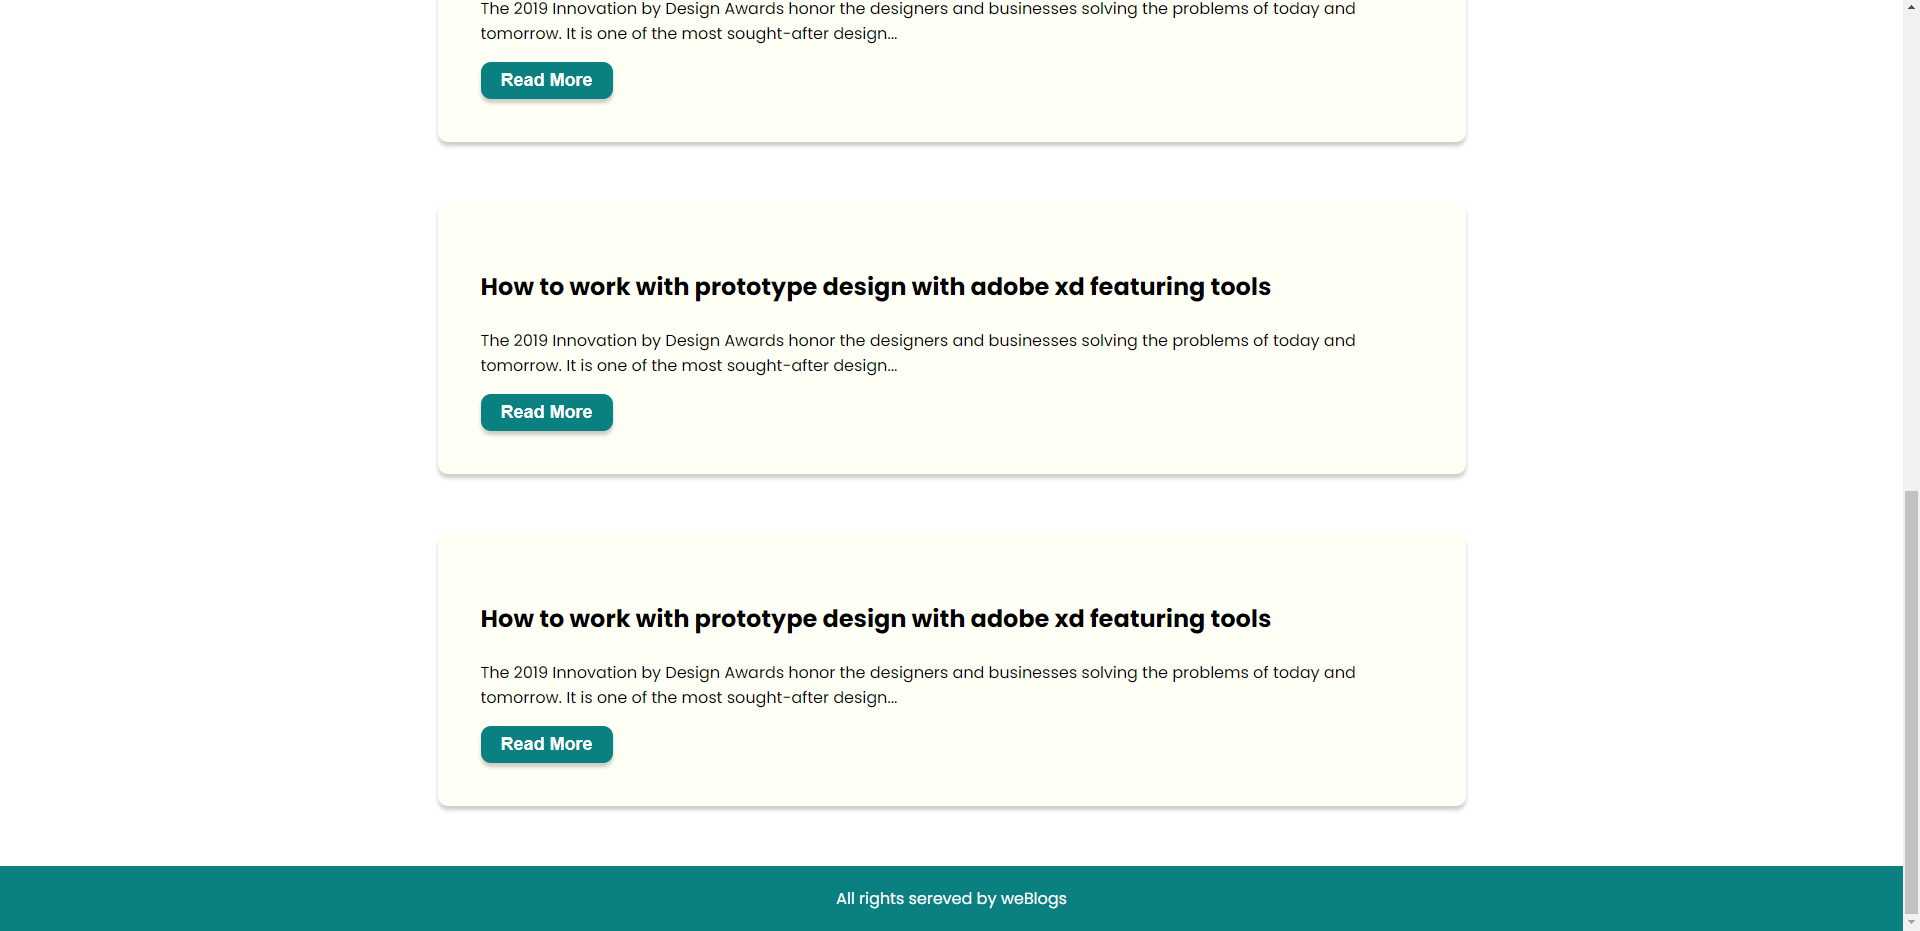 The 2019 Innovation by Design Awards honor the designers and businesses solving the problems of today and
tomorrow. It is one of the most sought-after design...
Read More
How to work with prototype design with adobe xd featuring tools
The 2019 Innovation by Design Awards honor the designers and businesses solving the problems of today and
tomorrow. It is one of the most sought-after design...
Read More
How to work with prototype design with adobe xd featuring tools
The 2019 Innovation by Design Awards honor the designers and businesses solving the problems of today and
tomorrow. It is one of the most sought-after design...
Read More
All rights sereved by weBlogs